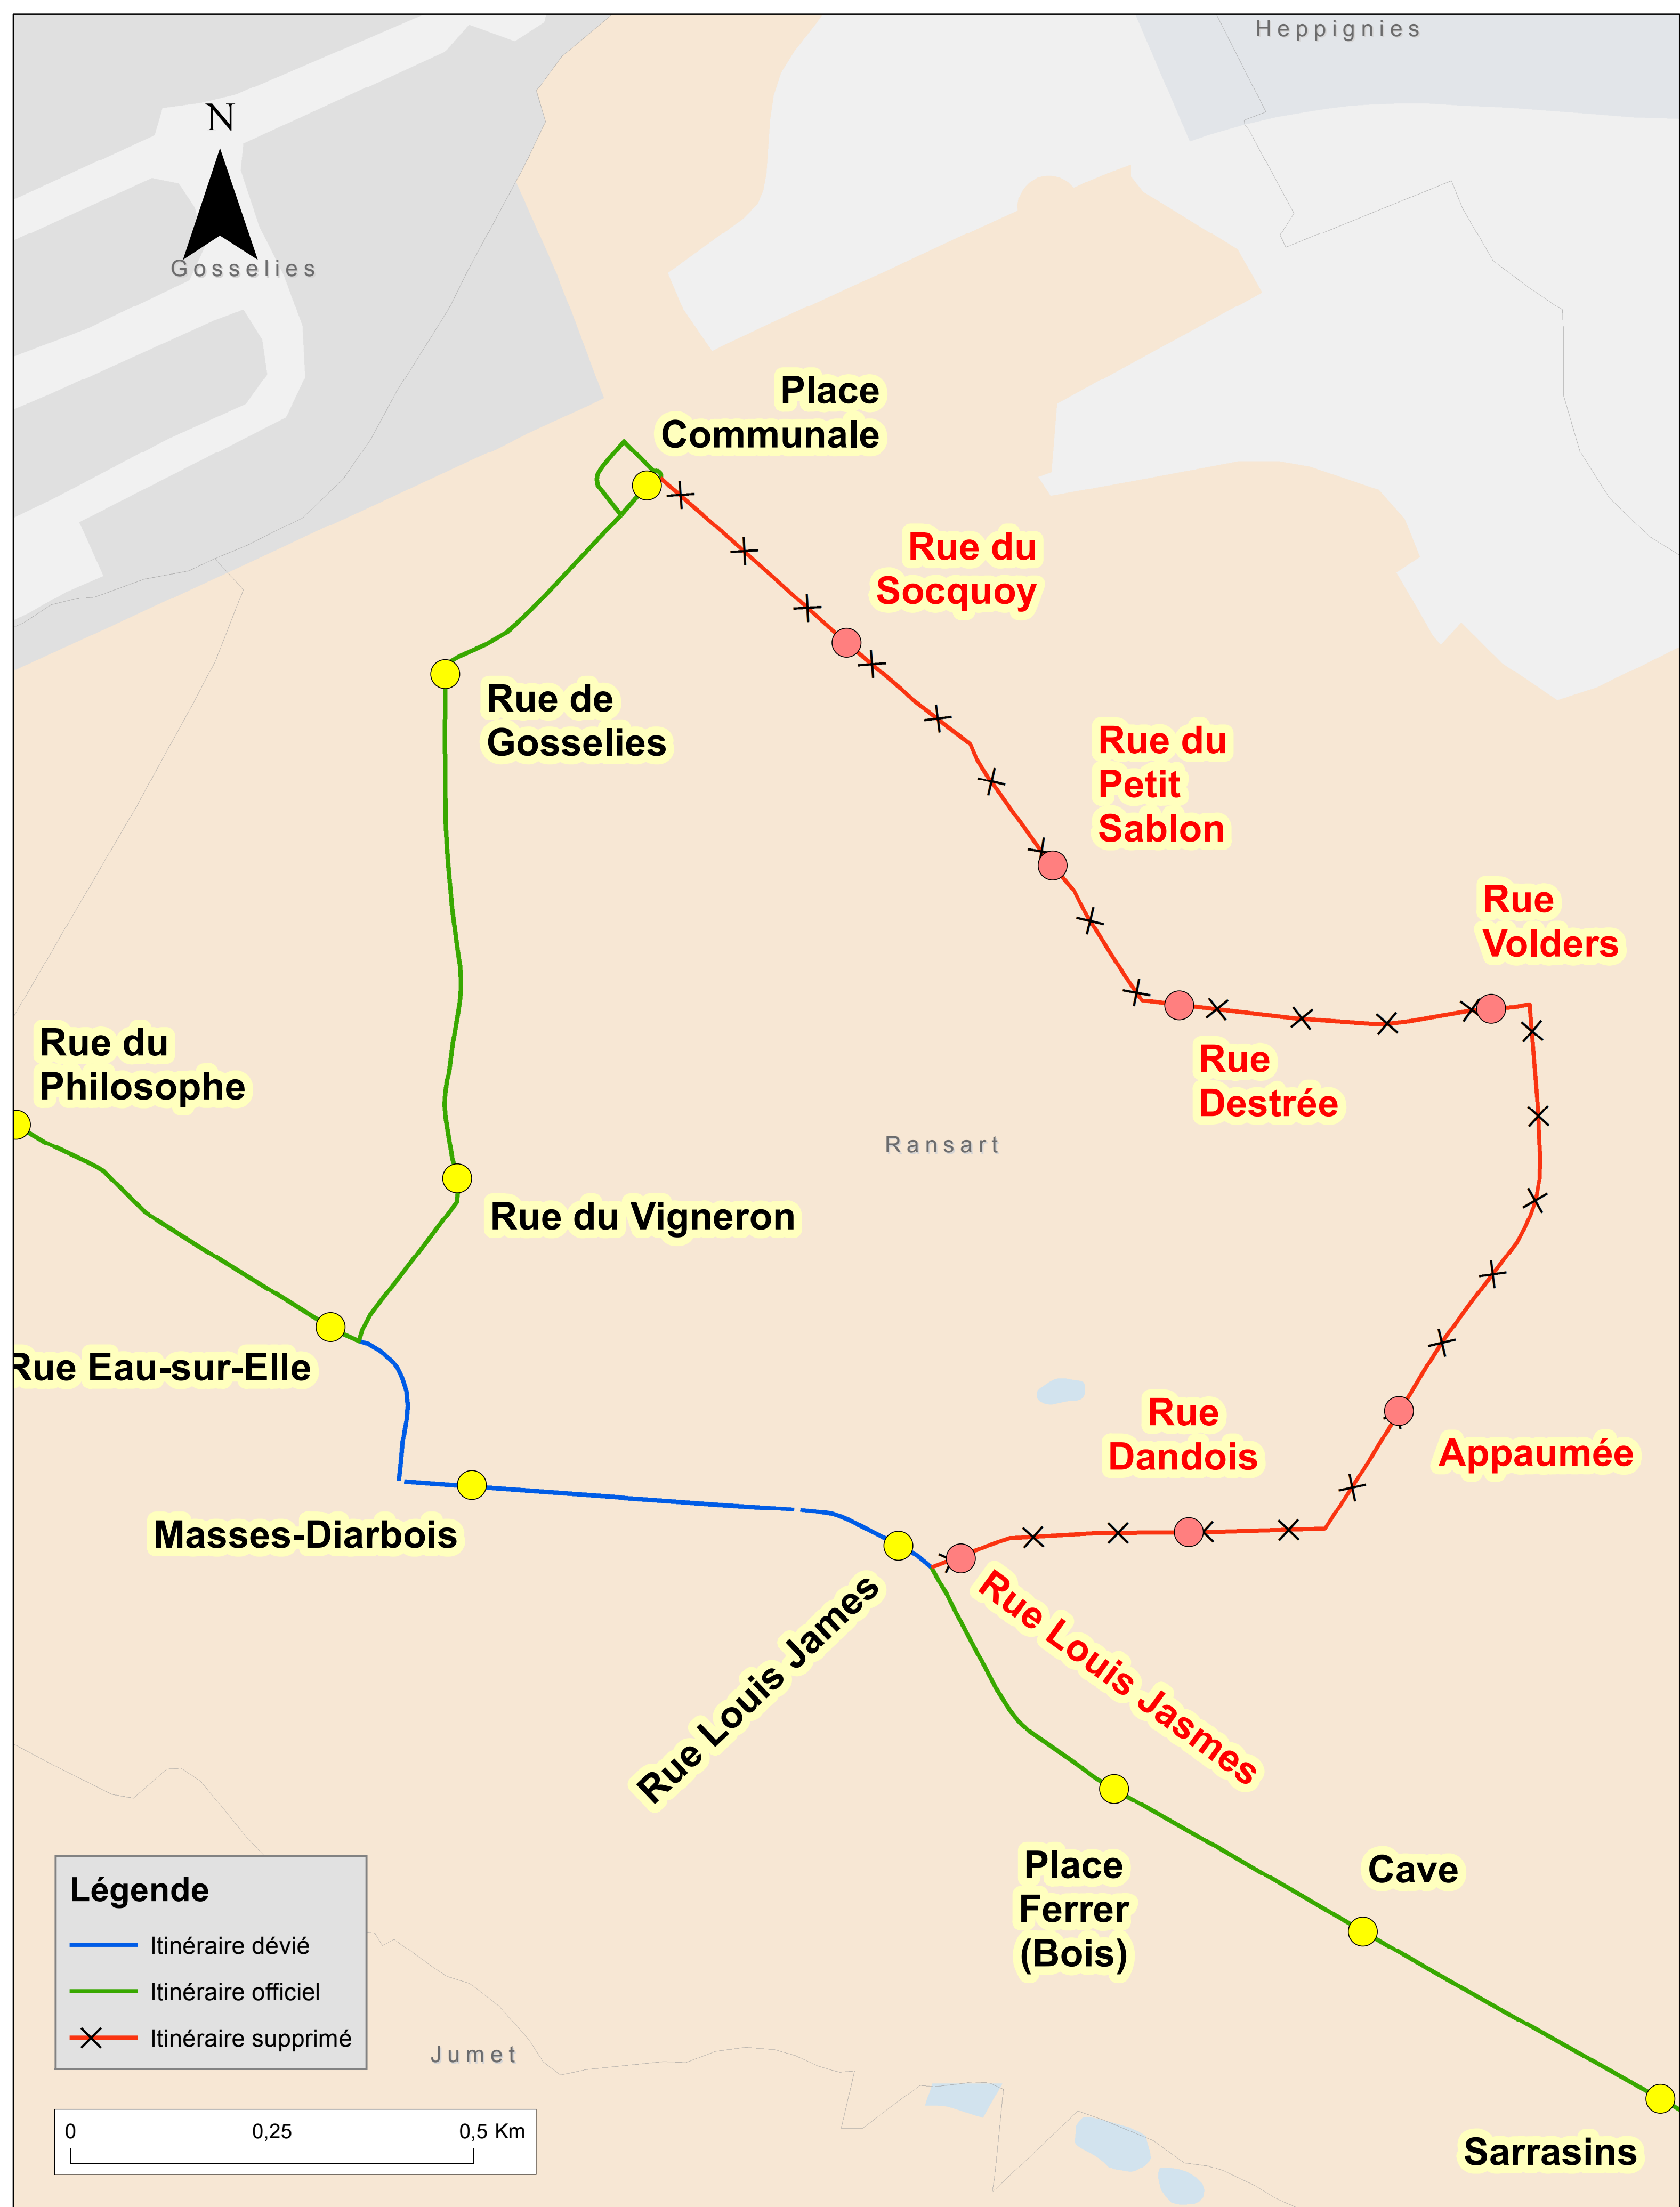 Heppignies
N
Gosselies
Place
Communale
Rue du
Socquoy
Rue de
Gosselies
Rue du
Petit
Sablon
Rue
Volders
Rue du
Philosophe
Rue
Destrée
Ransart
Rue du Vigneron
Rue Eau-sur-Elle
Rue
Dandois
Appaumée
Masses-Diarbois
Rue Louis James
Rue Louis Jasmes
Place
Ferrer
(Bois)
Cave
Légende
Itinéraire dévié
Itinéraire officiel
Itinéraire supprimé
Jumet
0 0,25 0,5 Km
Sarrasins